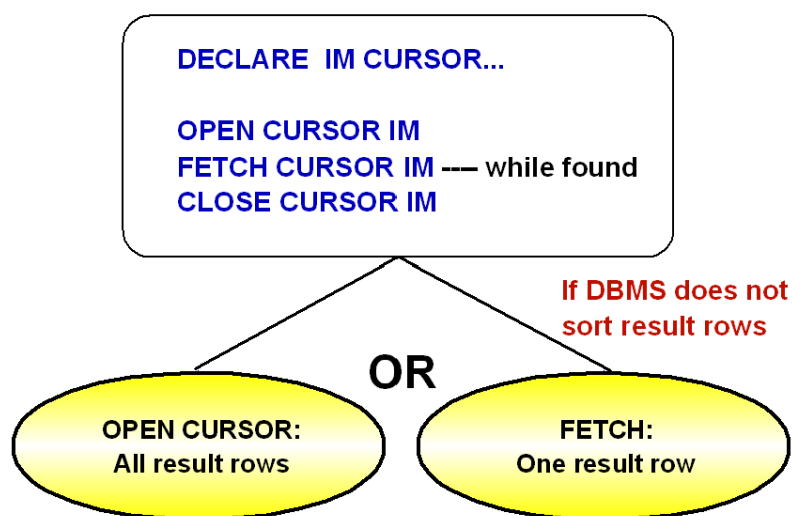 DECLARE IM CURSOR...
OPEN CURSOR IM
FETCH CURSOR IM ---- while found
CLOSE CURSOR IM
If DBMS does not
sort result rows
OR
OPEN CURSOR:
All result rows
FETCH:
One result row